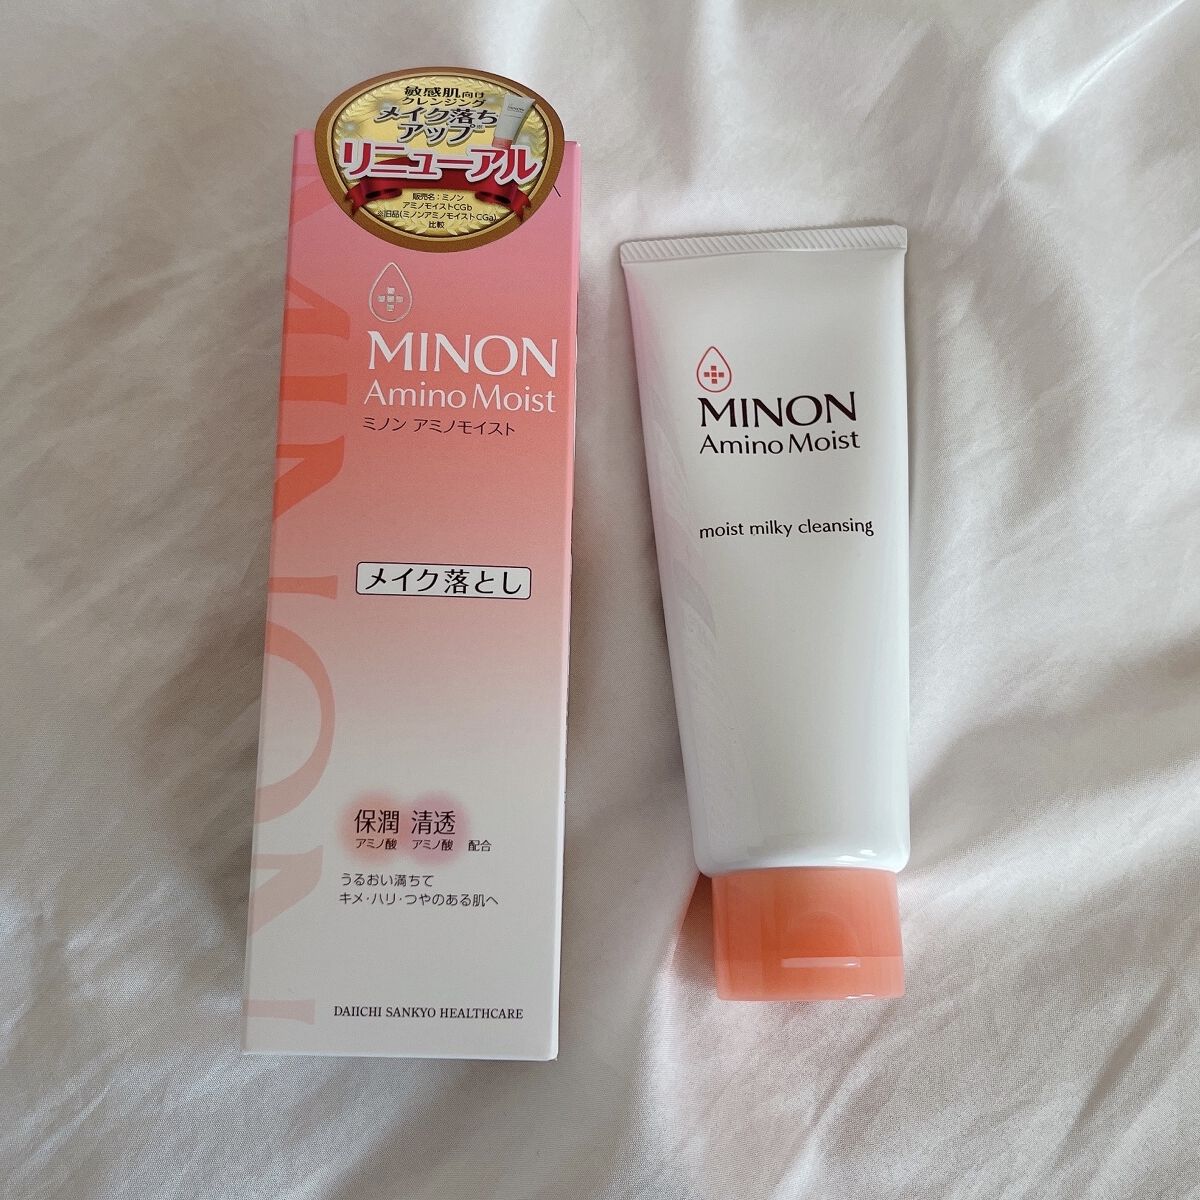 敏感肌向け
クレンジング
メイク落ち
アップ※
リニューアル
販売名：ミノン
アミノモイストCGb
※旧品(ミノンアミノモイストCGa)
比較
MINON
Amino Moist
ミノン アミノモイスト
メイク落とし
保潤 清透
アミノ酸 アミノ酸 配合
うるおい満ちて
キメ・ハリ・つやのある肌へ
DAIICHI SANKYO HEALTHCARE
MINON
MINON
Amino Moist
moist milky cleansing